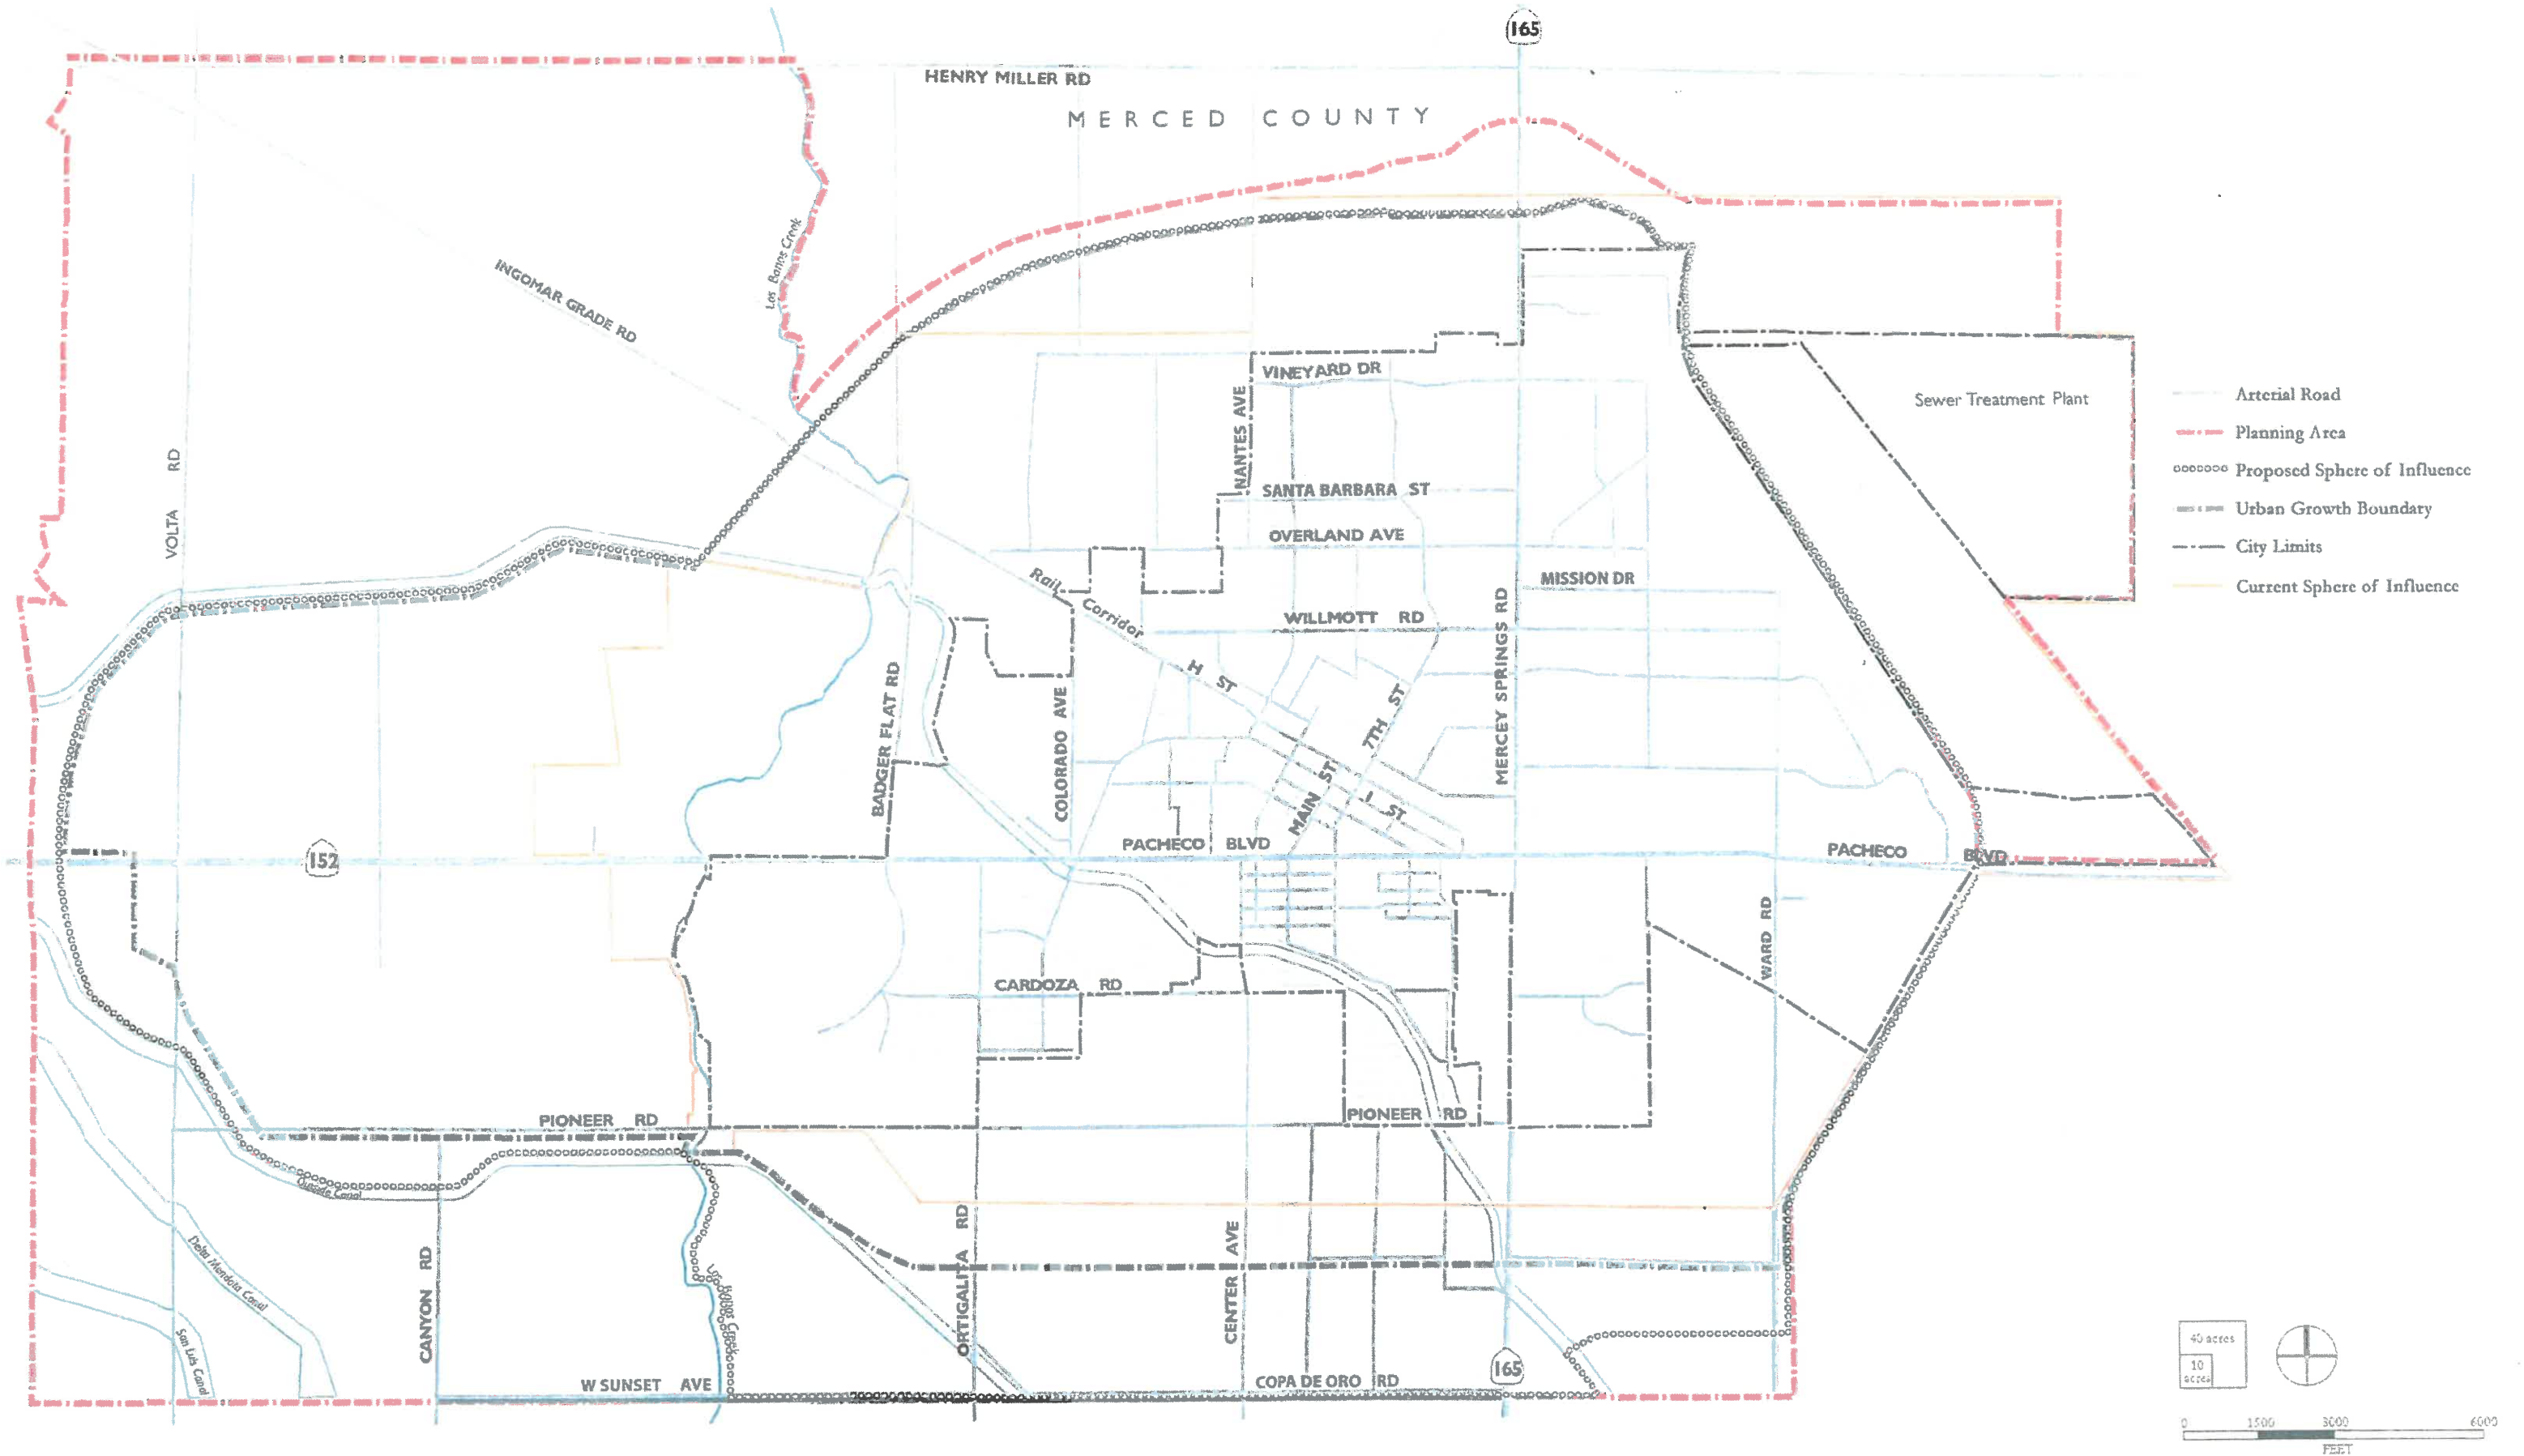 165
HENRY MILLER RD
MERCED COUNTY
Los Banos Creek
INGOMAR GRADE RD
VOLTA RD
NANTES AVE
VINEYARD DR
Sewer Treatment Plant
SANTA BARBARA ST
OVERLAND AVE
MISSION DR
Rail Corridor
WILLMOTT RD
H ST
MERCEY SPRINGS RD
7TH ST
BADGER FLAT RD
COLORADO AVE
MAIN ST
I ST
152
PACHECO BLVD
PACHECO BLVD
WARD RD
CARDOZA RD
PIONEER RD
PIONEER RD
Outside Canal
Delta Mendota Canal
San Luis Canal
CANYON RD
ORTIGALITA RD
CENTER AVE
165
W SUNSET AVE
COPA DE ORO RD
Arterial Road
Planning Area
Proposed Sphere of Influence
Urban Growth Boundary
City Limits
Current Sphere of Influence
40 acres
10 acres
0 1500 3000 6000
FEET